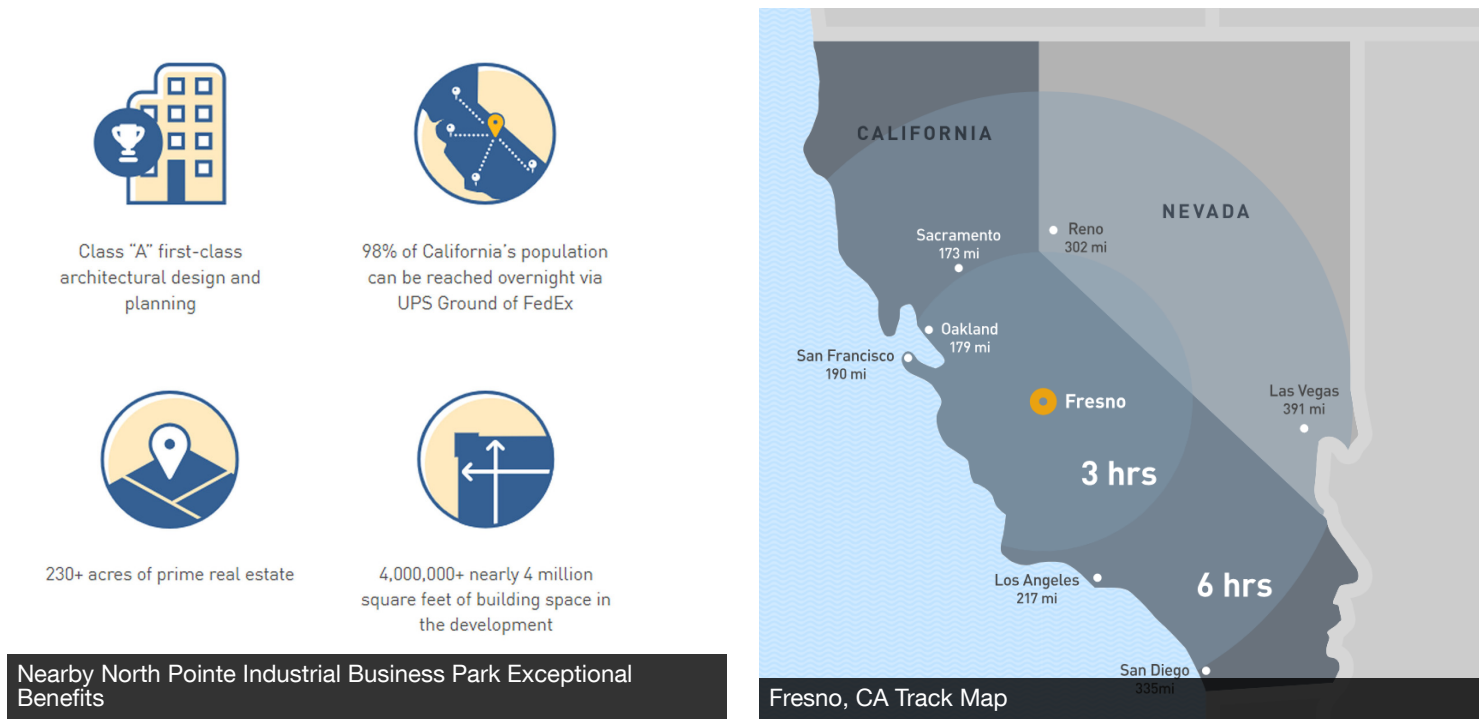 Class “A” first-class
architectural design and
planning
98% of California’s population
can be reached overnight via
UPS Ground of FedEx
230+ acres of prime real estate
4,000,000+ nearly 4 million
square feet of building space in
the development
Nearby North Pointe Industrial Business Park Exceptional
Benefits
CALIFORNIA
NEVADA
Reno
302 mi
Sacramento
173 mi
Oakland
179 mi
San Francisco
190 mi
Fresno
Las Vegas
391 mi
3 hrs
Los Angeles
217 mi
6 hrs
San Diego
335mi
Fresno, CA Track Map